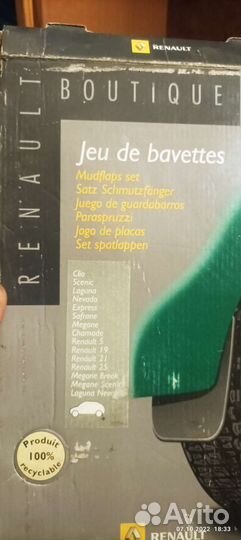 RENAULT
BOUTIQUE
RENAULT
Jeu de bavettes
Mudflaps set
Satz Schmutzfänger
Juego de guardabarros
Paraspruzzi
Jogo de placas
Set spatlappen
Clio
Scenic
Laguna
Nevada
Express
Safrane
Megane
Chamade
Renault 5
Renault 19
Renault 21
Renault 25
Megane Break
Megane Scenic
Laguna Nevada
Produit
100%
recyclable
RENAULT
Avito
07.10.2022 18:33